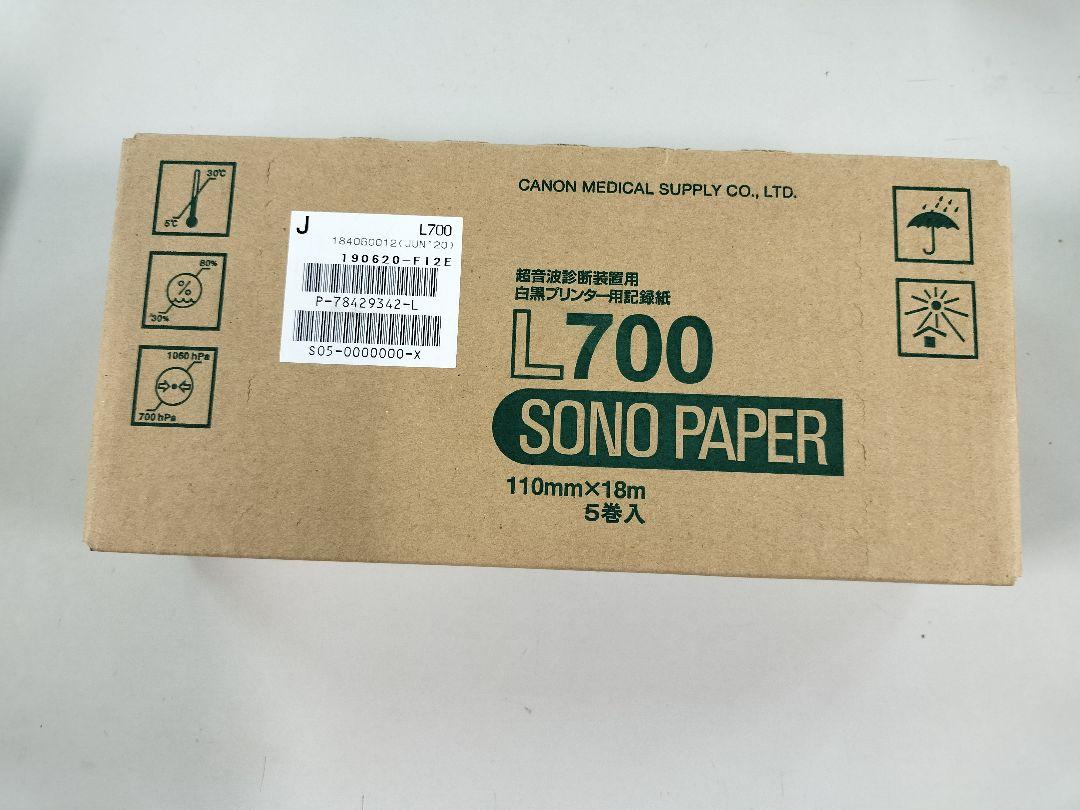 30℃
5℃
80%
%
30%
1060 hPa
700 hPa
J
L700
184060012(JUN'20)
190620-FI2E
P-78429342-L
S05-0000000-X
CANON MEDICAL SUPPLY CO., LTD.
超音波診断装置用
白黒プリンター用記録紙
L700
SONO PAPER
110mm×18m
5巻入